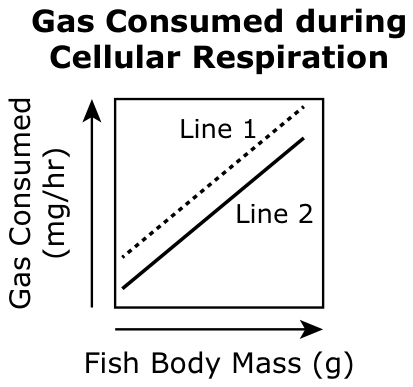 Gas Consumed during
Cellular Respiration
Gas Consumed
(mg/hr)
Line 1
Line 2
Fish Body Mass (g)